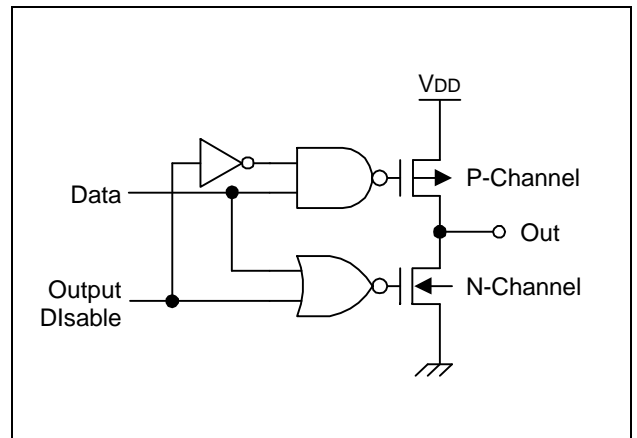 VDD
P-Channel
Data
Out
Output
DIsable
N-Channel